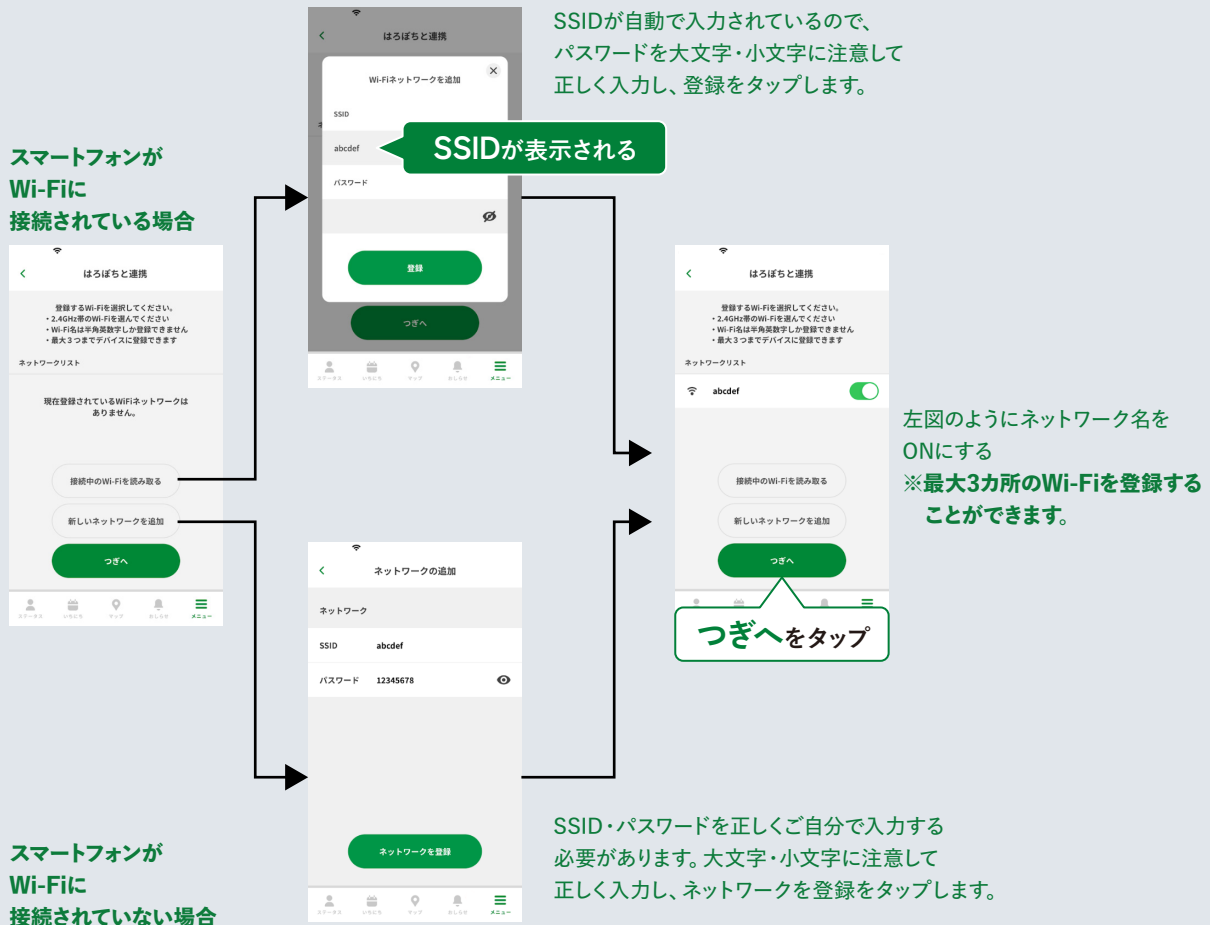 スマートフォンが
Wi-Fiに
接続されている場合
はろぽちと連携
登録するWi-Fiを選択してください。
・2.4GHz帯のWi-Fiを選んでください
・Wi-Fi名は半角英数字しか登録できません
・最大３つまでデバイスに登録できます
ネットワークリスト
現在登録されているWiFiネットワークは
ありません。
接続中のWi-Fiを読み取る
新しいネットワークを追加
つぎへ
ステータス いちにち マップ おしらせ メニュー
はろぽちと連携
Wi-Fiネットワークを追加
SSID
abcdef
SSIDが表示される
パスワード
登録
つぎへ
ステータス いちにち マップ おしらせ メニュー
SSIDが自動で入力されているので、
パスワードを大文字・小文字に注意して
正しく入力し、登録をタップします。
スマートフォンが
Wi-Fiに
接続されていない場合
ネットワークの追加
ネットワーク
SSID abcdef
パスワード 12345678
ネットワークを登録
ステータス いちにち マップ おしらせ メニュー
SSID・パスワードを正しくご自分で入力する
必要があります。大文字・小文字に注意して
正しく入力し、ネットワークを登録をタップします。
はろぽちと連携
登録するWi-Fiを選択してください。
・2.4GHz帯のWi-Fiを選んでください
・Wi-Fi名は半角英数字しか登録できません
・最大３つまでデバイスに登録できます
ネットワークリスト
abcdef
接続中のWi-Fiを読み取る
新しいネットワークを追加
つぎへ
つぎへをタップ
左図のようにネットワーク名を
ONにする
※最大3カ所のWi-Fiを登録する
ことができます。